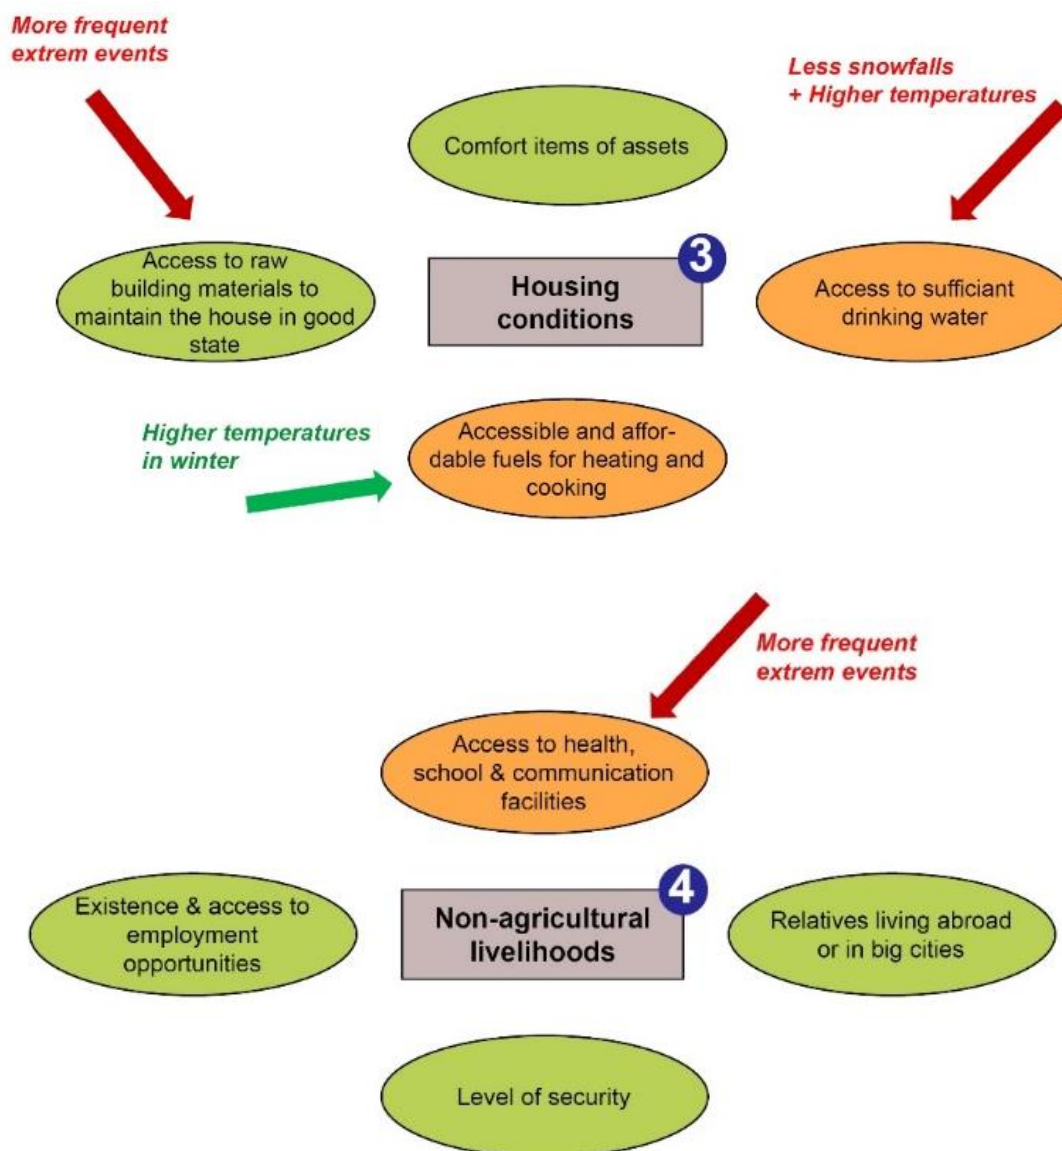 More frequent
extrem events
Less snowfalls
+ Higher temperatures
Comfort items of assets
3
Access to raw
building materials to
maintain the house in good
state
Housing
conditions
Access to sufficiant
drinking water
Higher temperatures
in winter
Accessible and affor-
dable fuels for heating and
cooking
More frequent
extrem events
Access to health,
school & communication
facilities
4
Existence & access to
employment
opportunities
Non-agricultural
livelihoods
Relatives living abroad
or in big cities
Level of security